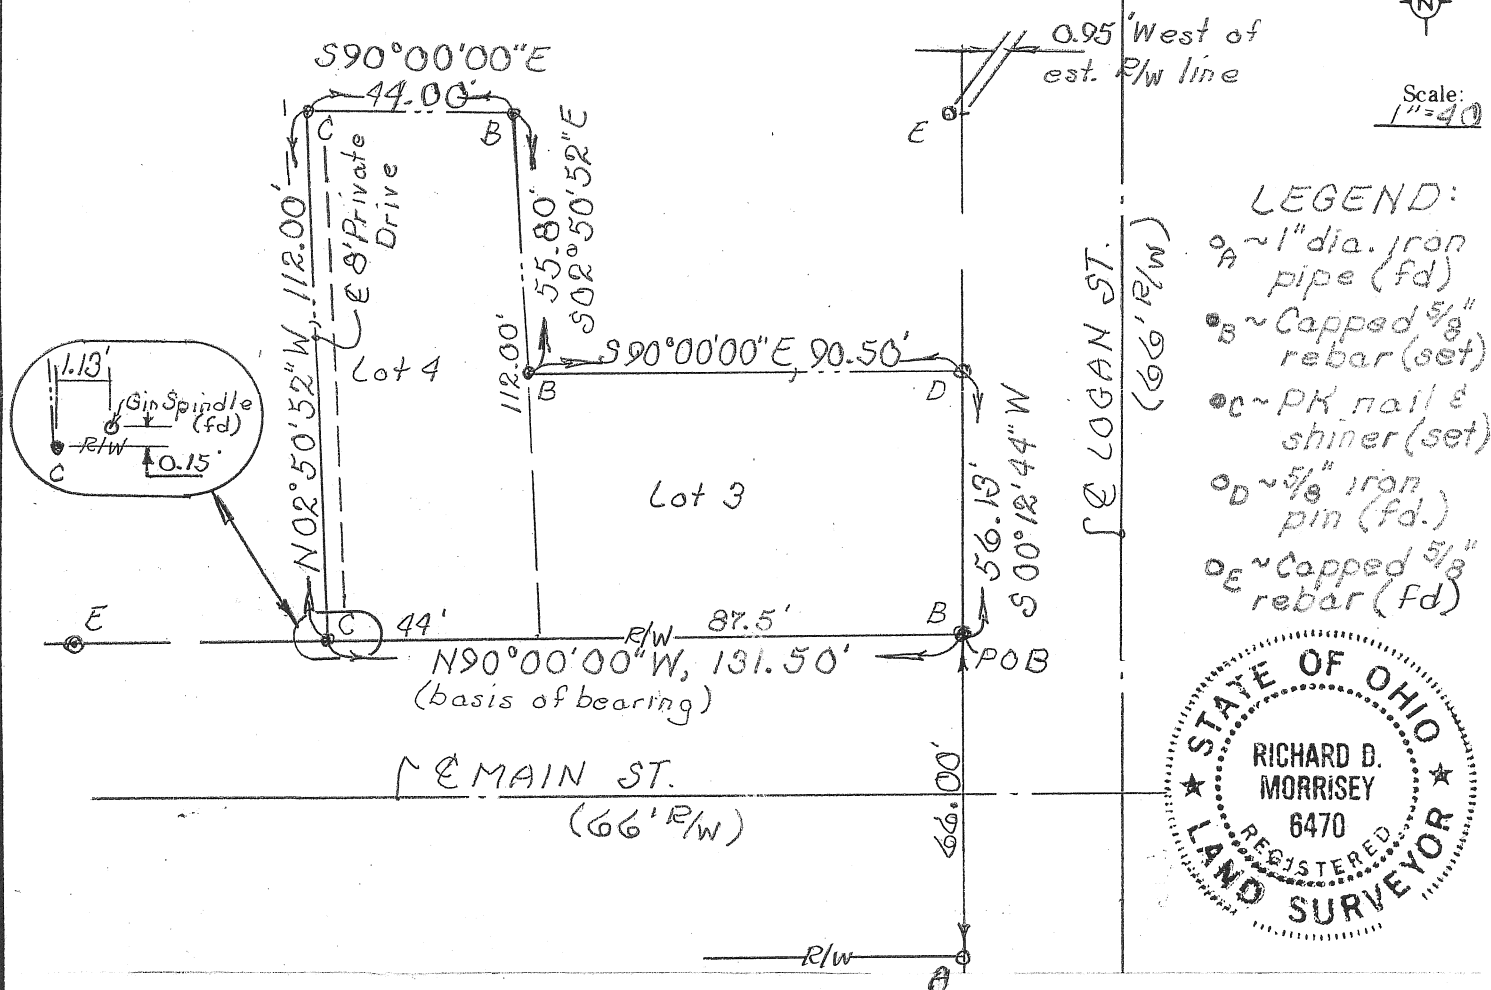 N
S90°00'00"E
44.00'
0.95' West of
est. R/W line
Scale:
1"=40
C
B
E
112.00'
N02°50'52"W,
℄ 8' Private
Drive
55.80'
S02°50'52"E
112.00'
Lot 4
B
S90°00'00"E, 90.50'
D
Lot 3
56.13'
S00°12'44"W
℄ LOGAN ST.
(66' R/W)
LEGEND:
A ~ 1" dia. iron
pipe (fd)
B ~ Capped 5/8"
rebar (set)
C ~ PK nail &
shiner (set)
D ~ 5/8" iron
pin (fd.)
E ~ Capped 5/8"
rebar (fd)
1.13'
Gin Spindle
(fd)
R/W
C
0.15'
E
C
44'
R/W
87.5'
B
POB
N90°00'00"W, 131.50'
(basis of bearing)
℄ MAIN ST.
(66' R/W)
66.00'
R/W
A
STATE OF OHIO
RICHARD D.
MORRISEY
6470
REGISTERED
LAND SURVEYOR